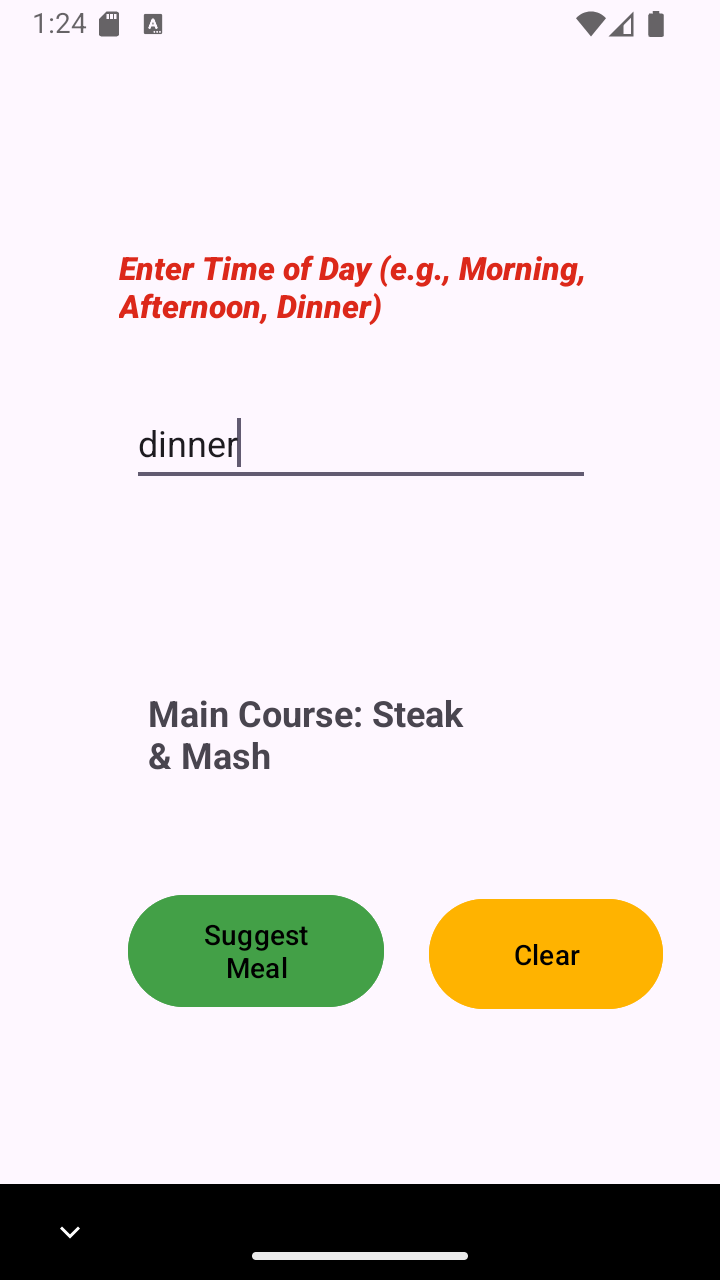 1:24
Enter Time of Day (e.g., Morning,
Afternoon, Dinner)
dinner
Main Course: Steak
& Mash
Suggest
Meal
Clear